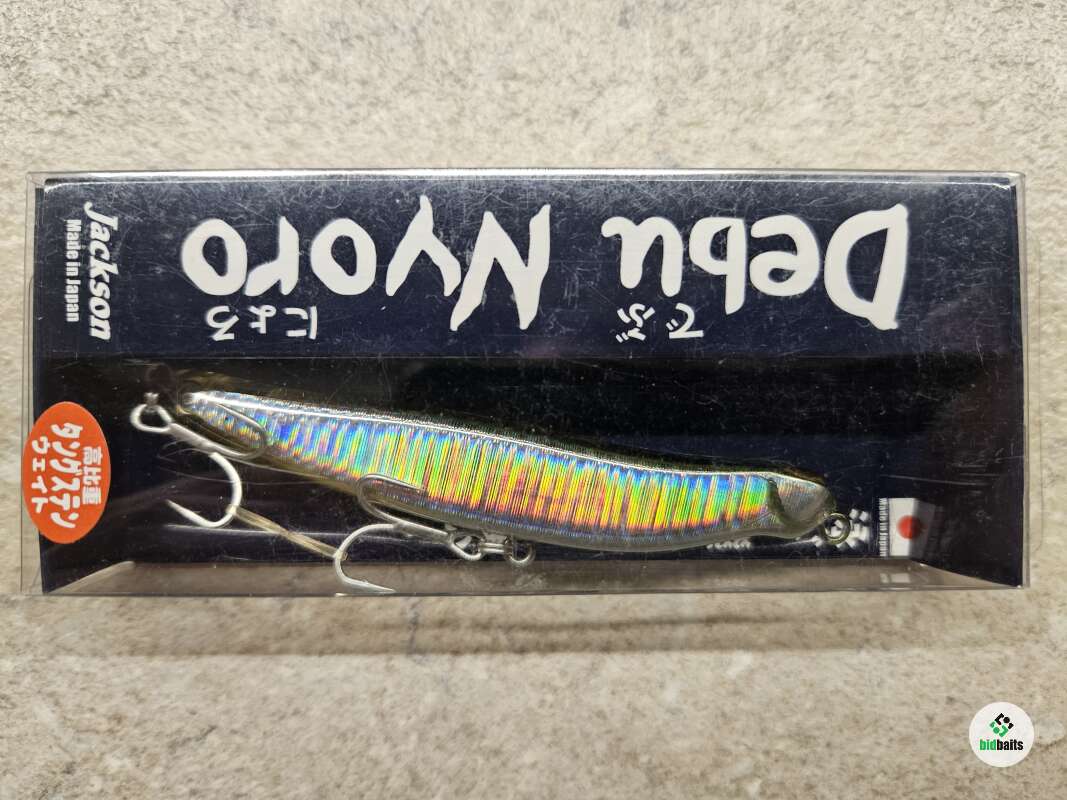 Debu Nyoro
でぶ にょろ
Jackson
Made in Japan
高比重
タングステン
ウェイト
Made in Japan
bidbaits